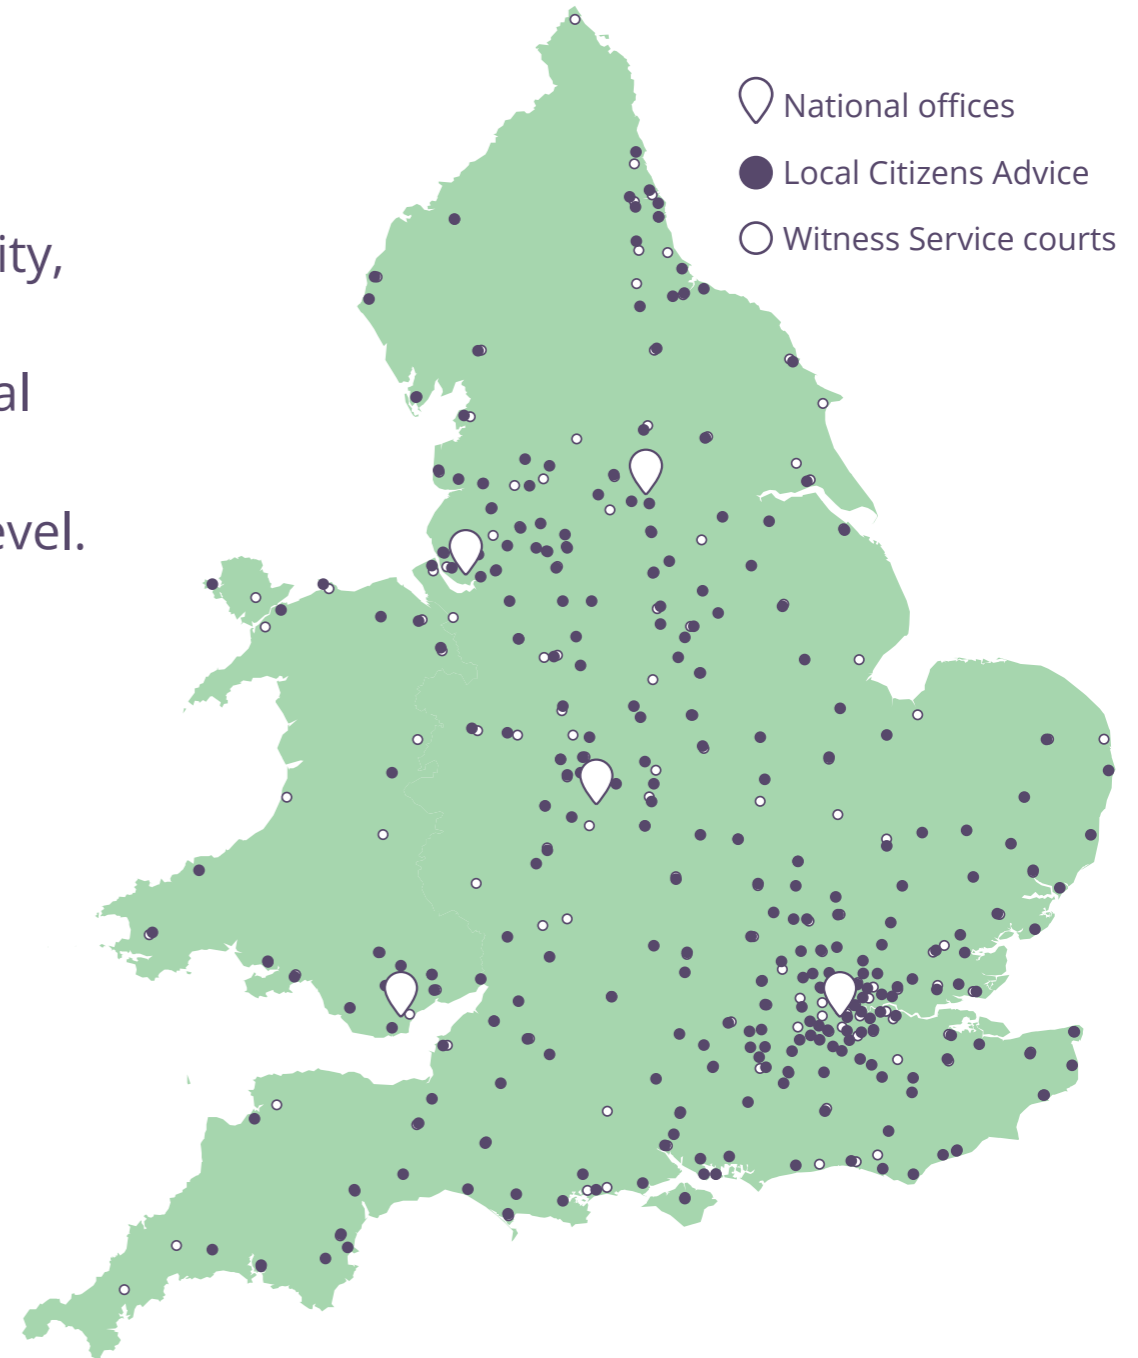 National offices
Local Citizens Advice
Witness Service courts
ity,
al
evel.